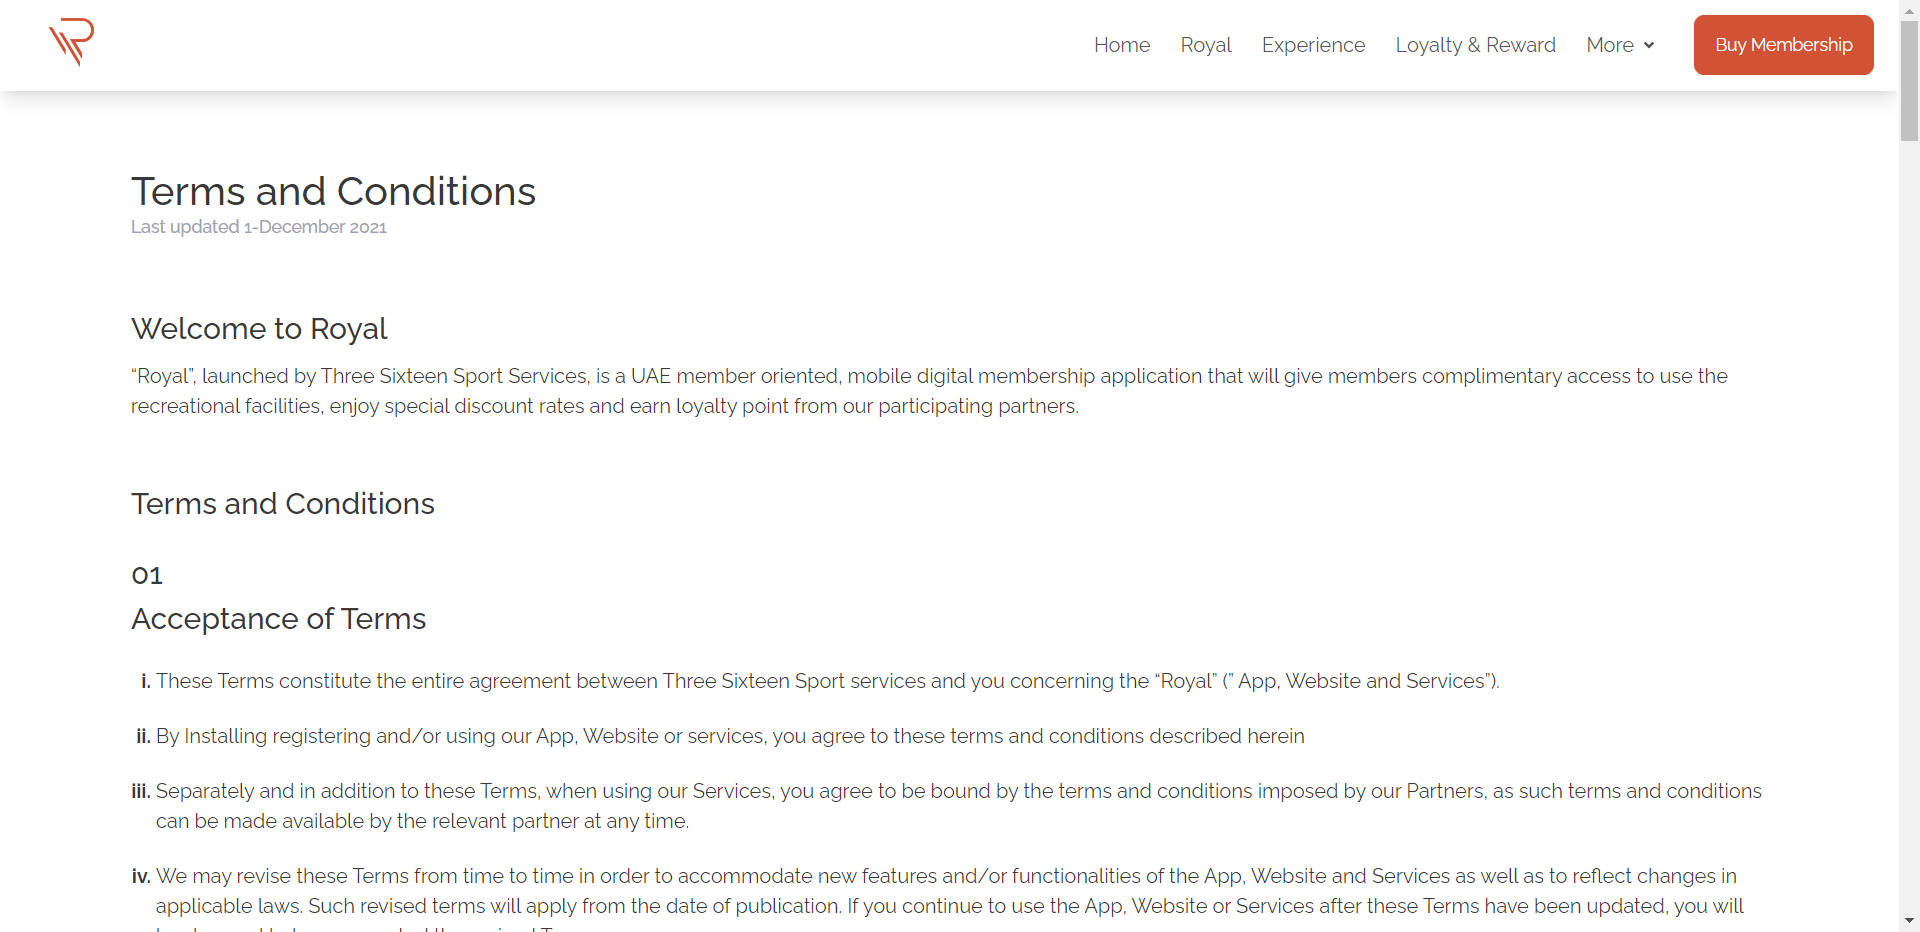 Home Royal Experience Loyalty & Reward More Buy Membership
Terms and Conditions
Last updated 1-December 2021
Welcome to Royal
“Royal”, launched by Three Sixteen Sport Services, is a UAE member oriented, mobile digital membership application that will give members complimentary access to use the
recreational facilities, enjoy special discount rates and earn loyalty point from our participating partners.
Terms and Conditions
01
Acceptance of Terms
i. These Terms constitute the entire agreement between Three Sixteen Sport services and you concerning the “Royal” (” App, Website and Services”).
ii. By Installing registering and/or using our App, Website or services, you agree to these terms and conditions described herein
iii. Separately and in addition to these Terms, when using our Services, you agree to be bound by the terms and conditions imposed by our Partners, as such terms and conditions
can be made available by the relevant partner at any time.
iv. We may revise these Terms from time to time in order to accommodate new features and/or functionalities of the App, Website and Services as well as to reflect changes in
applicable laws. Such revised terms will apply from the date of publication. If you continue to use the App, Website or Services after these Terms have been updated, you will